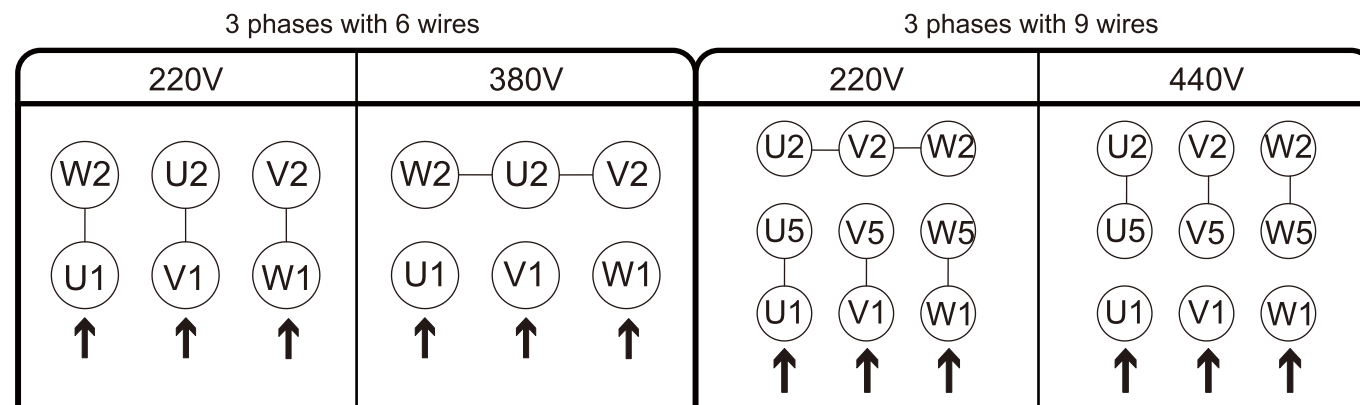 3 phases with 6 wires
3 phases with 9 wires
220V
380V
220V
440V
W2 U2 V2
U1 V1 W1
W2 U2 V2
U1 V1 W1
U2 V2 W2
U5 V5 W5
U1 V1 W1
U2 V2 W2
U5 V5 W5
U1 V1 W1